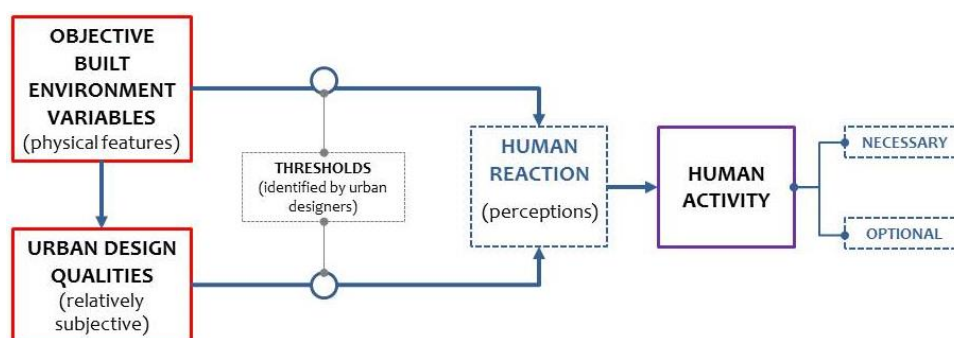 OBJECTIVE
BUILT
ENVIRONMENT
VARIABLES
(physical features)
URBAN DESIGN
QUALITIES
(relatively
subjective)
THRESHOLDS
(identified by urban
designers)
HUMAN
REACTION
(perceptions)
HUMAN
ACTIVITY
NECESSARY
OPTIONAL